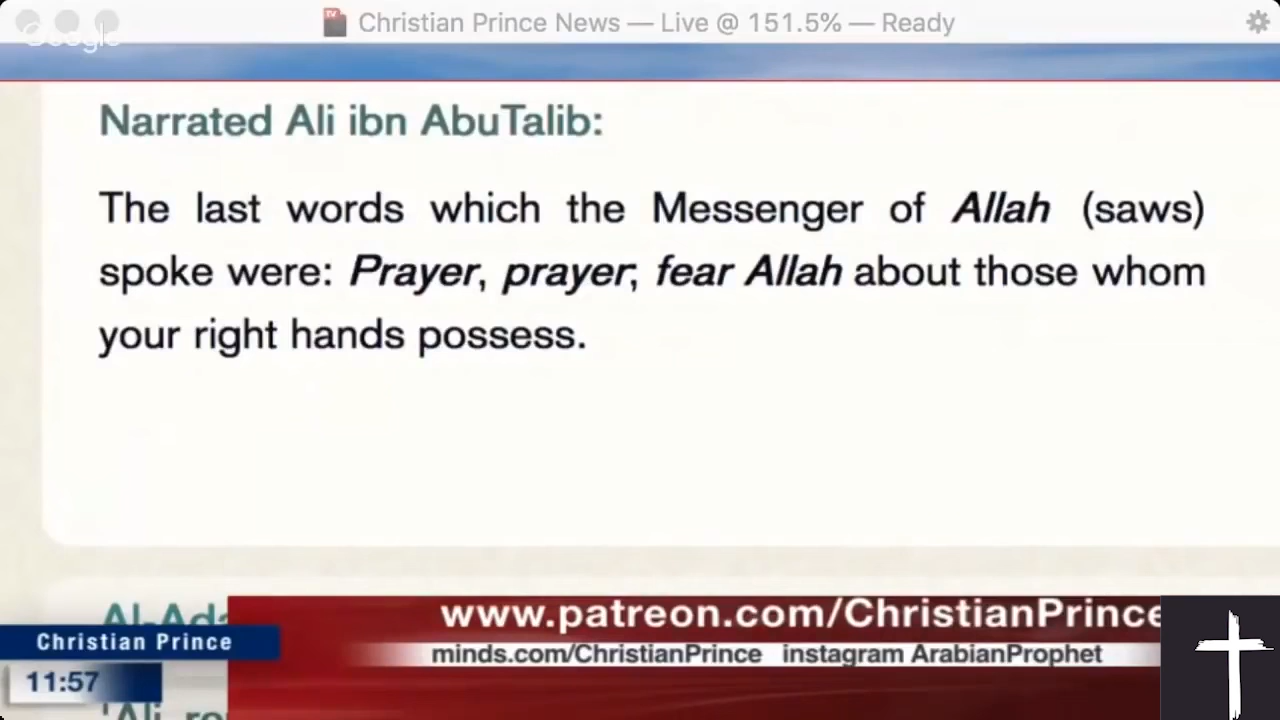 Christian Prince News — Live @ 151.5% — Ready
Google
Narrated Ali ibn AbuTalib:
The last words which the Messenger of Allah (saws)
spoke were: Prayer, prayer; fear Allah about those whom
your right hands possess.
www.patreon.com/ChristianPrince
Christian Prince
minds.com/ChristianPrince instagram ArabianProphet
11:57